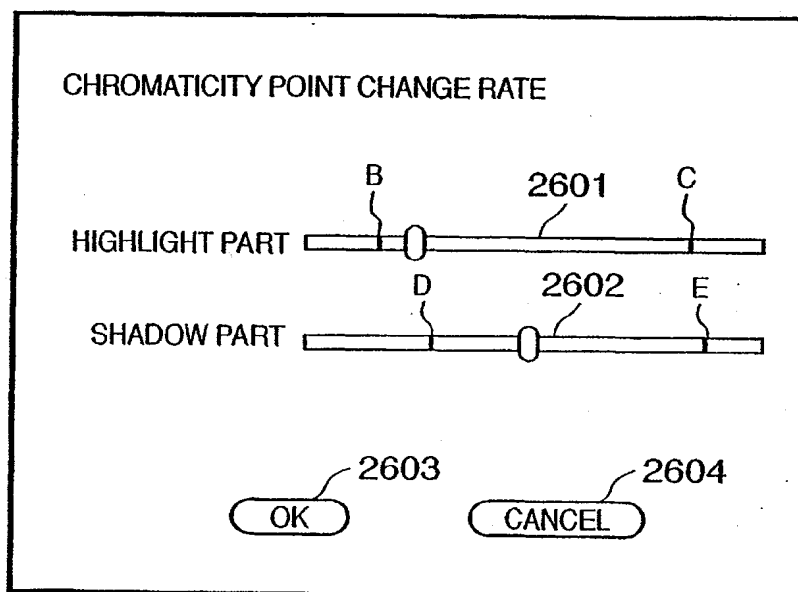 CHROMATICITY POINT CHANGE RATE
B 2601 C
HIGHLIGHT PART
D 2602 E
SHADOW PART
2603 2604
OK CANCEL